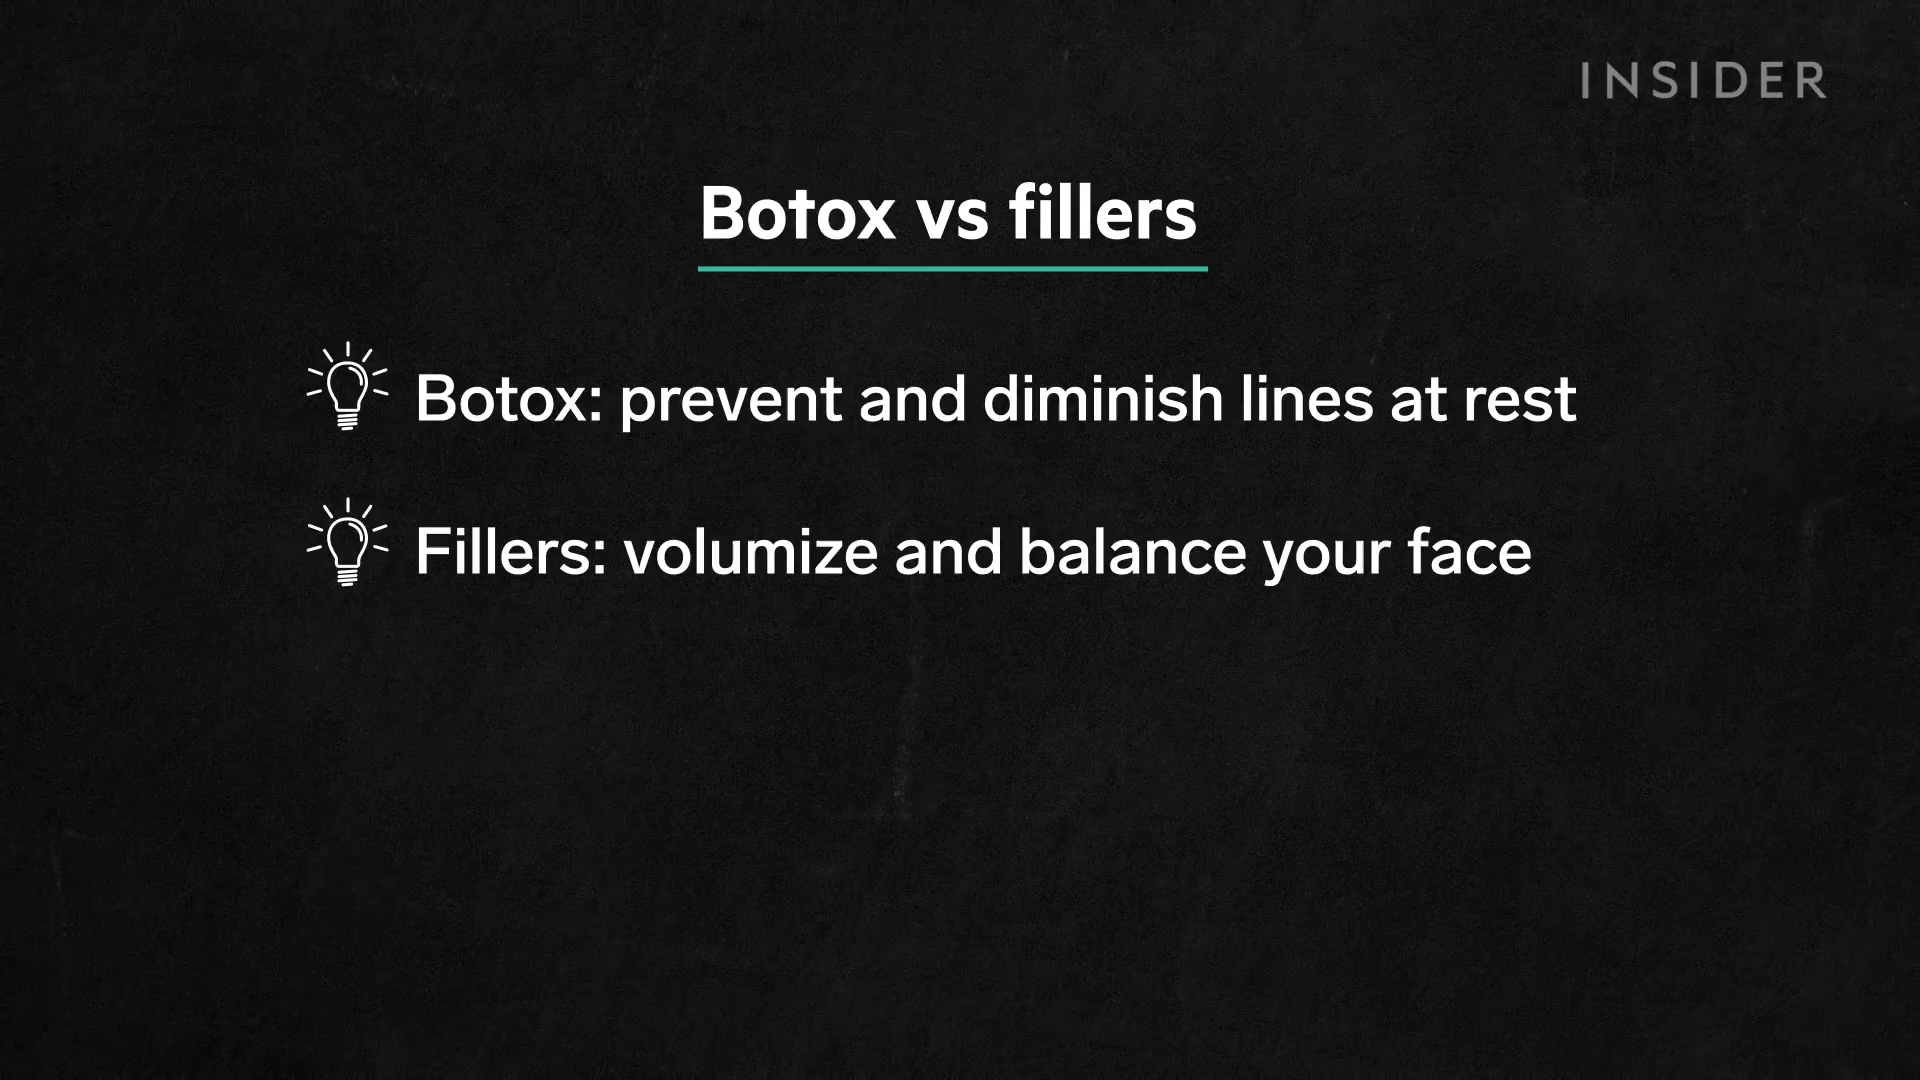 INSIDER
Botox vs fillers
Botox: prevent and diminish lines at rest
Fillers: volumize and balance your face